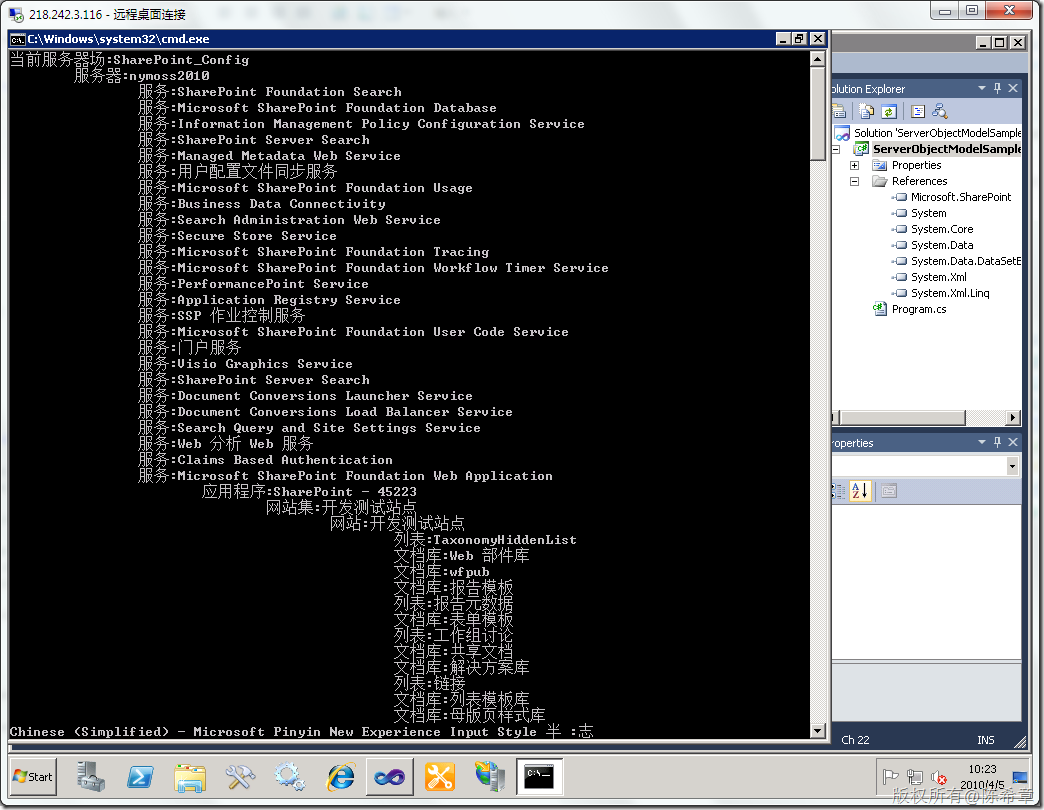 218.242.3.116 - 远程桌面连接
C:\Windows\system32\cmd.exe
当前服务器场:SharePoint_Config
服务器:nymoss2010
服务:SharePoint Foundation Search
服务:Microsoft SharePoint Foundation Database
服务:Information Management Policy Configuration Service
服务:SharePoint Server Search
服务:Managed Metadata Web Service
服务:用户配置文件同步服务
服务:Microsoft SharePoint Foundation Usage
服务:Business Data Connectivity
服务:Search Administration Web Service
服务:Secure Store Service
服务:Microsoft SharePoint Foundation Tracing
服务:Microsoft SharePoint Foundation Workflow Timer Service
服务:PerformancePoint Service
服务:Application Registry Service
服务:SSP 作业控制服务
服务:Microsoft SharePoint Foundation User Code Service
服务:门户服务
服务:Visio Graphics Service
服务:SharePoint Server Search
服务:Document Conversions Launcher Service
服务:Document Conversions Load Balancer Service
服务:Search Query and Site Settings Service
服务:Web 分析 Web 服务
服务:Claims Based Authentication
服务:Microsoft SharePoint Foundation Web Application
应用程序:SharePoint - 45223
网站集:开发测试站点
网站:开发测试站点
列表:TaxonomyHiddenList
文档库:Web 部件库
文档库:wfpub
文档库:报告模板
列表:报告元数据
文档库:表单模板
列表:工作组讨论
文档库:共享文档
文档库:解决方案库
列表:链接
文档库:列表模板库
文档库:母版页样式库
Chinese (Simplified) - Microsoft Pinyin New Experience Input Style 半 :志
olution Explorer
Solution 'ServerObjectModelSample
ServerObjectModelSample
Properties
References
Microsoft.SharePoint
System
System.Core
System.Data
System.Data.DataSetE
System.Xml
System.Xml.Linq
Program.cs
roperties
Ch 22
INS
Start
10:23
2010/4/5
版权所有@陈希章